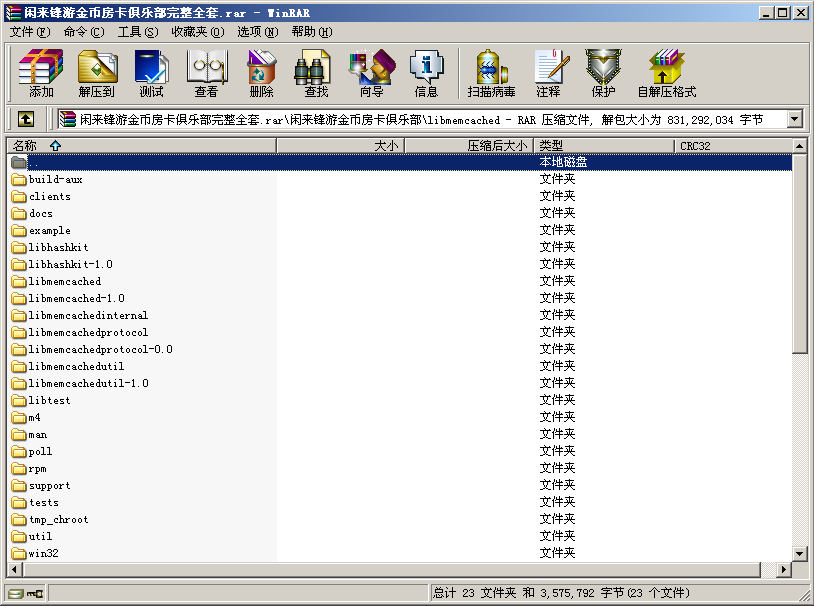 闲来锋游金币房卡俱乐部完整全套.rar - WinRAR
文件(F) 命令(C) 工具(S) 收藏夹(O) 选项(N) 帮助(H)
添加 解压到 测试 查看 删除 查找 向导 信息 扫描病毒 注释 保护 自解压格式
闲来锋游金币房卡俱乐部完整全套.rar\闲来锋游金币房卡俱乐部\libmemcached - RAR 压缩文件, 解包大小为 831,292,034 字节
名称 大小 压缩后大小 类型 CRC32
.. 本地磁盘
build-aux 文件夹
clients 文件夹
docs 文件夹
example 文件夹
libhashkit 文件夹
libhashkit-1.0 文件夹
libmemcached 文件夹
libmemcached-1.0 文件夹
libmemcachedinternal 文件夹
libmemcachedprotocol 文件夹
libmemcachedprotocol-0.0 文件夹
libmemcachedutil 文件夹
libmemcachedutil-1.0 文件夹
libtest 文件夹
m4 文件夹
man 文件夹
poll 文件夹
rpm 文件夹
support 文件夹
tests 文件夹
tmp_chroot 文件夹
util 文件夹
win32 文件夹
总计 23 文件夹 和 3,575,792 字节(23 个文件)